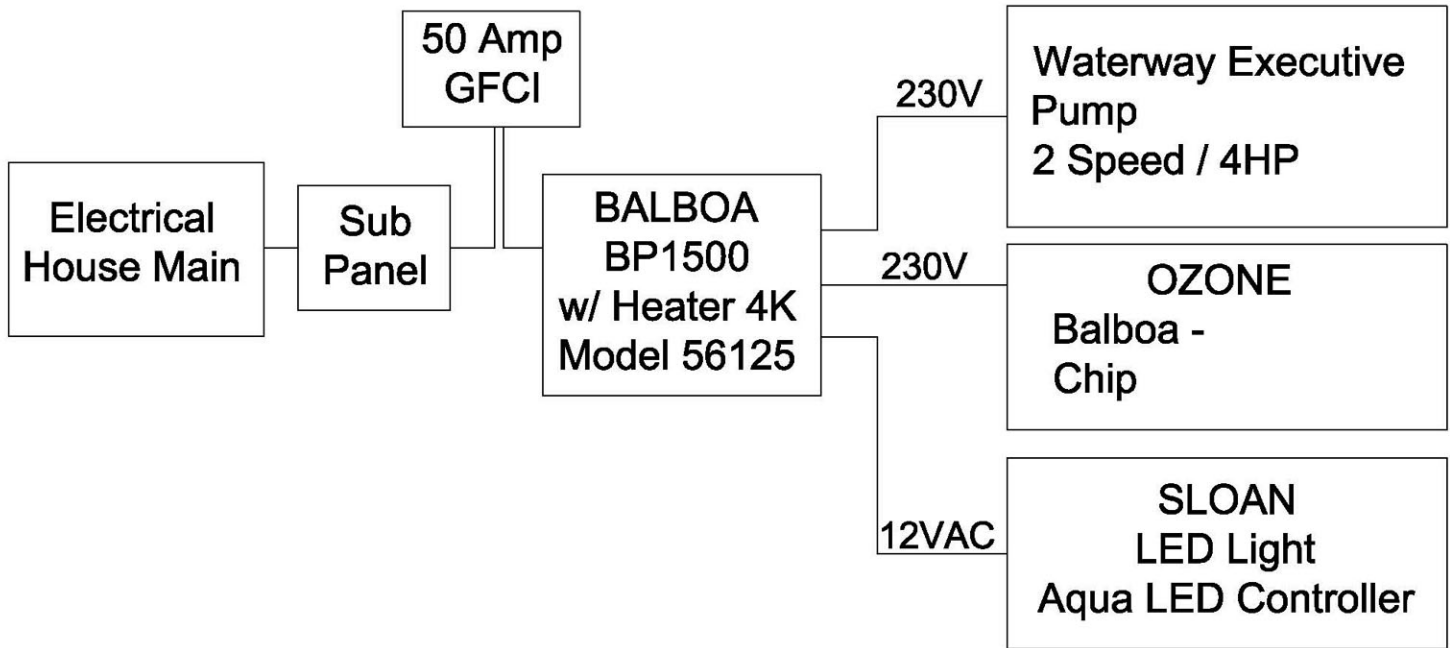 50 Amp
GFCI
Electrical
House Main
Sub
Panel
BALBOA
BP1500
w/ Heater 4K
Model 56125
230V
Waterway Executive
Pump
2 Speed / 4HP
230V
OZONE
Balboa -
Chip
12VAC
SLOAN
LED Light
Aqua LED Controller